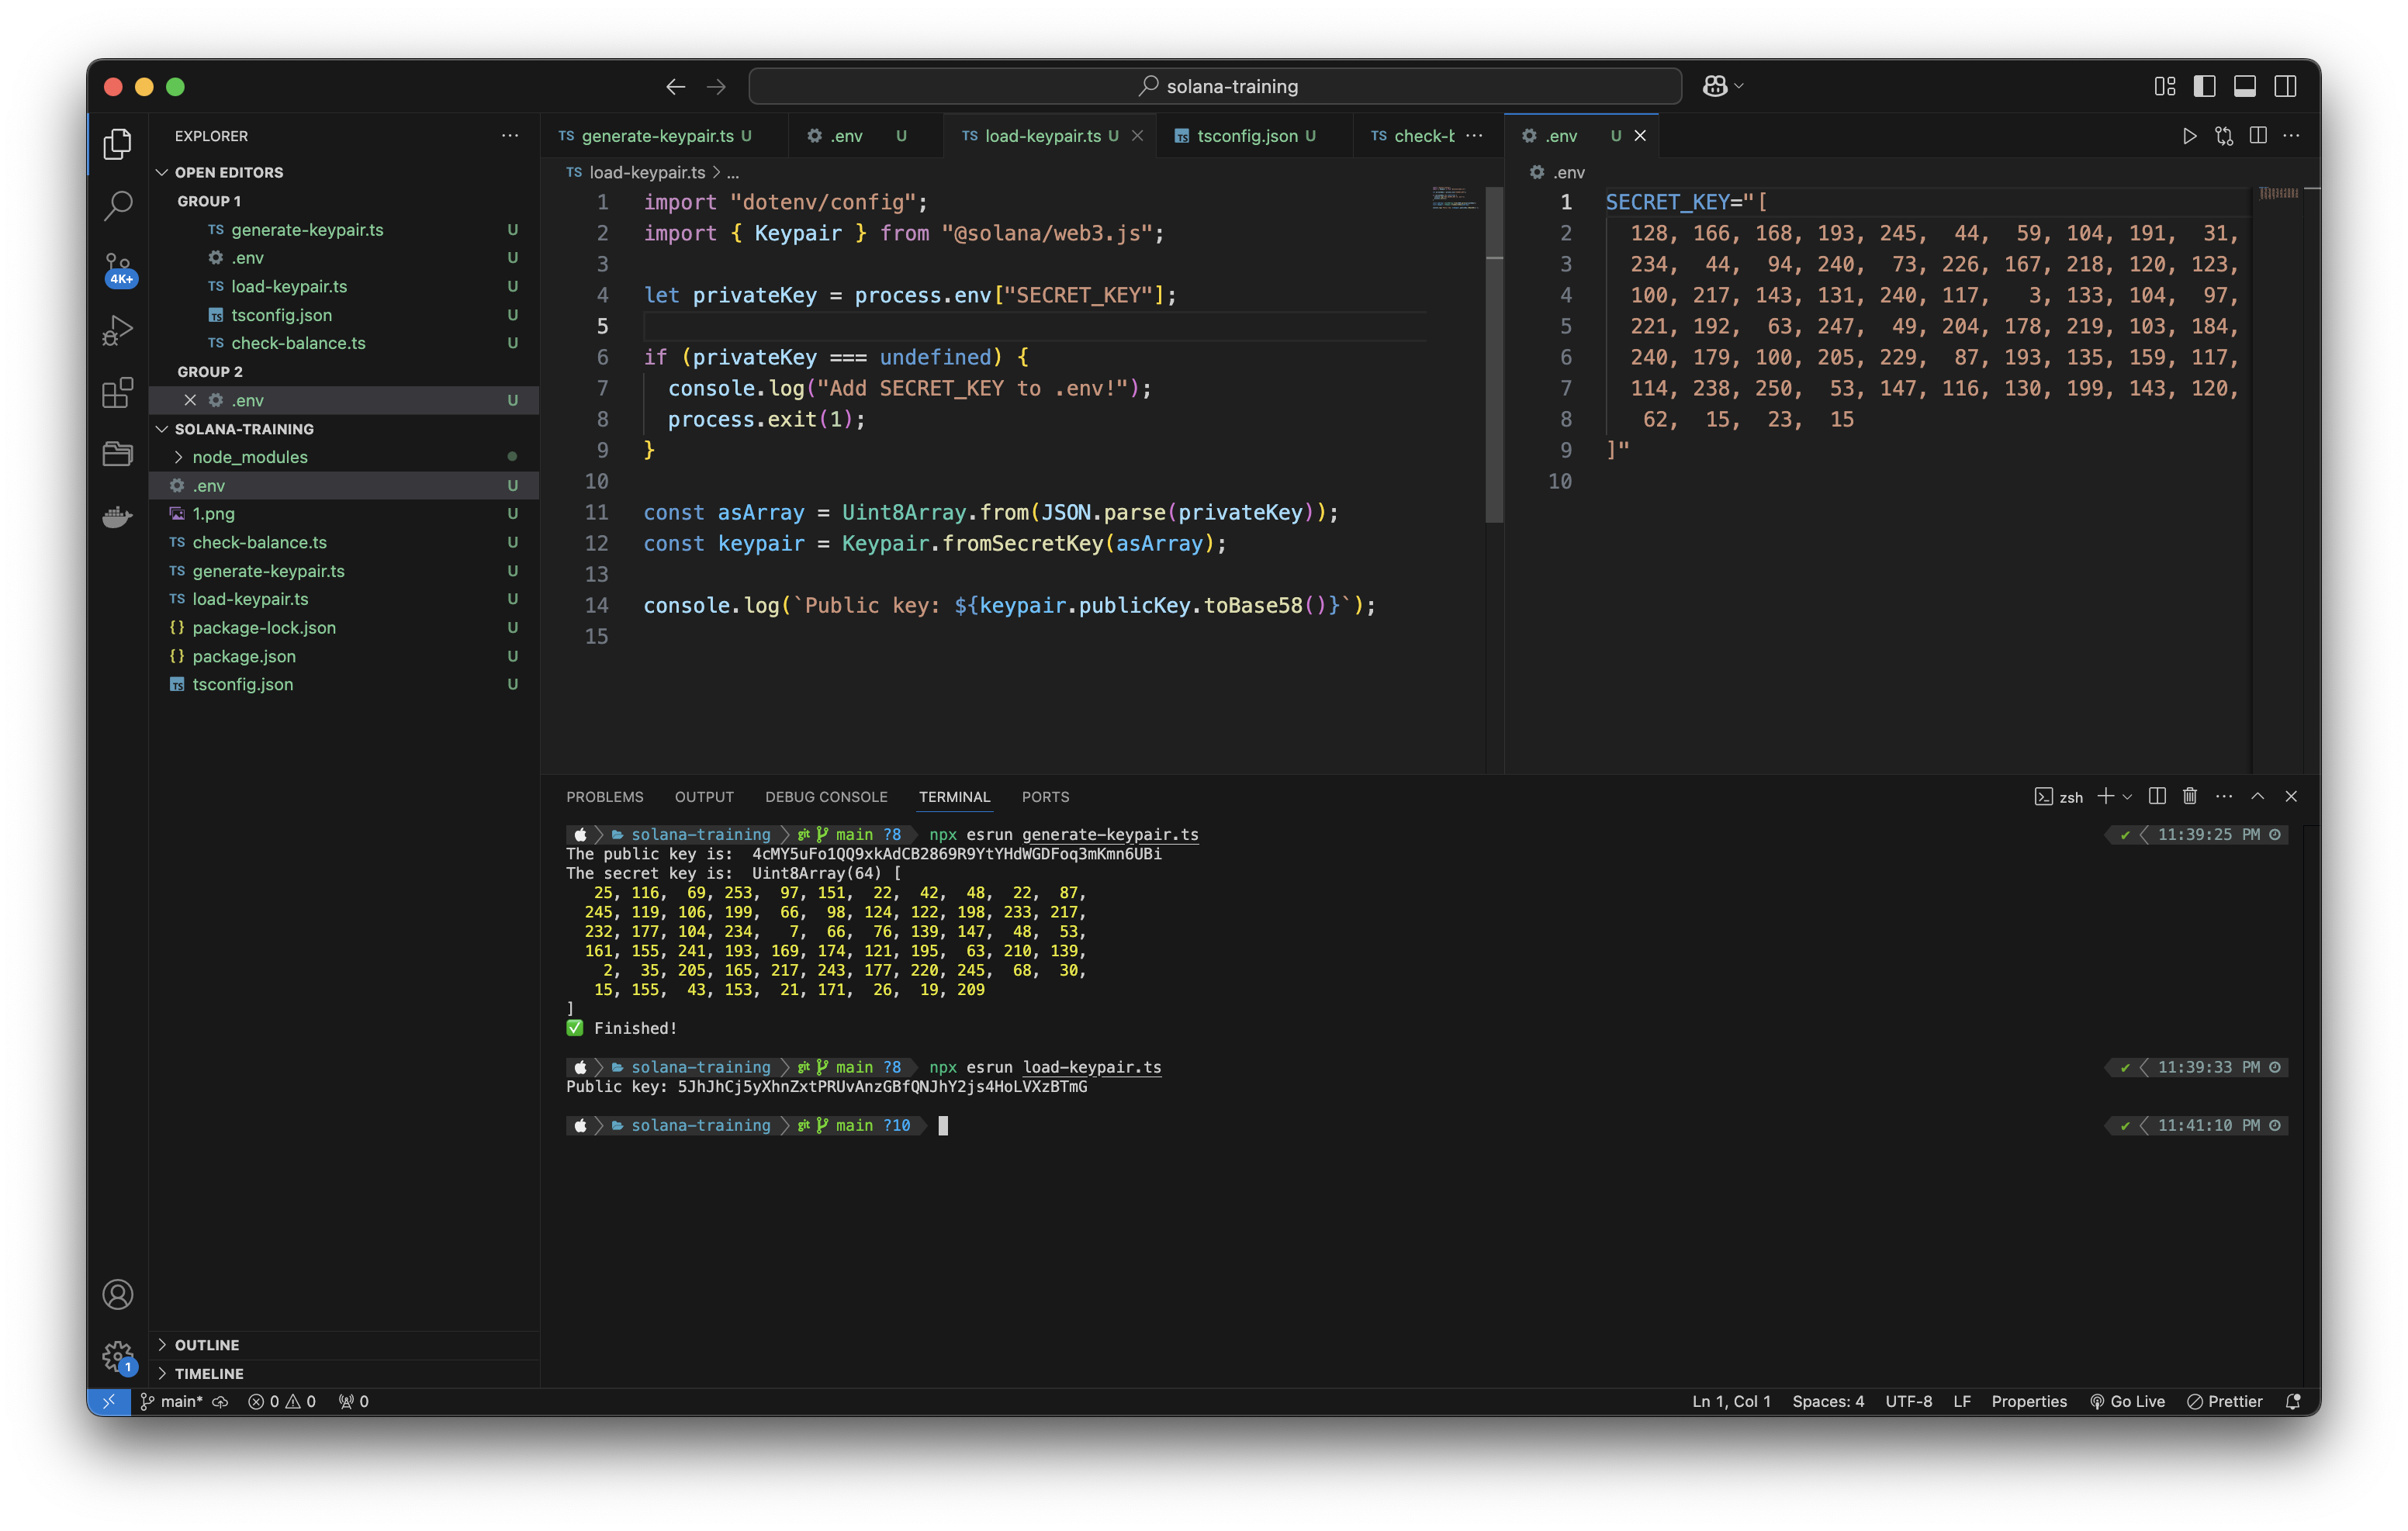 solana-training
EXPLORER
OPEN EDITORS
GROUP 1
TS generate-keypair.ts U
.env U
TS load-keypair.ts U
TS tsconfig.json U
TS check-balance.ts U
GROUP 2
.env U
SOLANA-TRAINING
node_modules
.env U
1.png U
TS check-balance.ts U
TS generate-keypair.ts U
TS load-keypair.ts U
{} package-lock.json U
{} package.json U
TS tsconfig.json U
OUTLINE
TIMELINE
4K+
1
TS generate-keypair.ts U .env U TS load-keypair.ts U TS tsconfig.json U TS check-b ...
TS load-keypair.ts > ...
1 import "dotenv/config";
2 import { Keypair } from "@solana/web3.js";
3
4 let privateKey = process.env["SECRET_KEY"];
5
6 if (privateKey === undefined) {
7 console.log("Add SECRET_KEY to .env!");
8 process.exit(1);
9 }
10
11 const asArray = Uint8Array.from(JSON.parse(privateKey));
12 const keypair = Keypair.fromSecretKey(asArray);
13
14 console.log(`Public key: ${keypair.publicKey.toBase58()}`);
15
.env U
.env
1 SECRET_KEY="[
2 128, 166, 168, 193, 245, 44, 59, 104, 191, 31,
3 234, 44, 94, 240, 73, 226, 167, 218, 120, 123,
4 100, 217, 143, 131, 240, 117, 3, 133, 104, 97,
5 221, 192, 63, 247, 49, 204, 178, 219, 103, 184,
6 240, 179, 100, 205, 229, 87, 193, 135, 159, 117,
7 114, 238, 250, 53, 147, 116, 130, 199, 143, 120,
8 62, 15, 23, 15
9 ]"
10
PROBLEMS OUTPUT DEBUG CONSOLE TERMINAL PORTS
zsh
solana-training git main ?8 npx esrun generate-keypair.ts 11:39:25 PM
The public key is: 4cMY5uFo1QQ9xkAdCB2869R9YtYHdWGDFoq3mKmn6UBi
The secret key is: Uint8Array(64) [
25, 116, 69, 253, 97, 151, 22, 42, 48, 22, 87,
245, 119, 106, 199, 66, 98, 124, 122, 198, 233, 217,
232, 177, 104, 234, 7, 66, 76, 139, 147, 48, 53,
161, 155, 241, 193, 169, 174, 121, 195, 63, 210, 139,
2, 35, 205, 165, 217, 243, 177, 220, 245, 68, 30,
15, 155, 43, 153, 21, 171, 26, 19, 209
]
✅ Finished!
solana-training git main ?8 npx esrun load-keypair.ts 11:39:33 PM
Public key: 5JhJhCj5yXhnZxtPRUvAnzGBfQNJhY2js4HoLVXzBTmG
solana-training git main ?10 11:41:10 PM
main* 0 0 0 Ln 1, Col 1 Spaces: 4 UTF-8 LF Properties Go Live Prettier